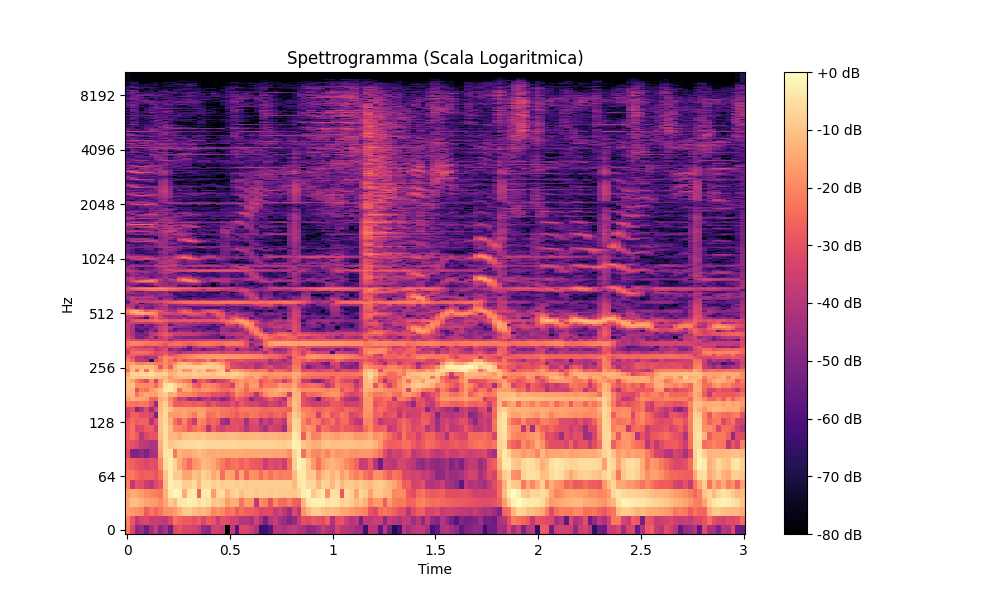 Spettrogramma (Scala Logaritmica)
Hz
8192
4096
2048
1024
512
256
128
64
0
0
0.5
1
1.5
2
2.5
3
Time
+0 dB
-10 dB
-20 dB
-30 dB
-40 dB
-50 dB
-60 dB
-70 dB
-80 dB